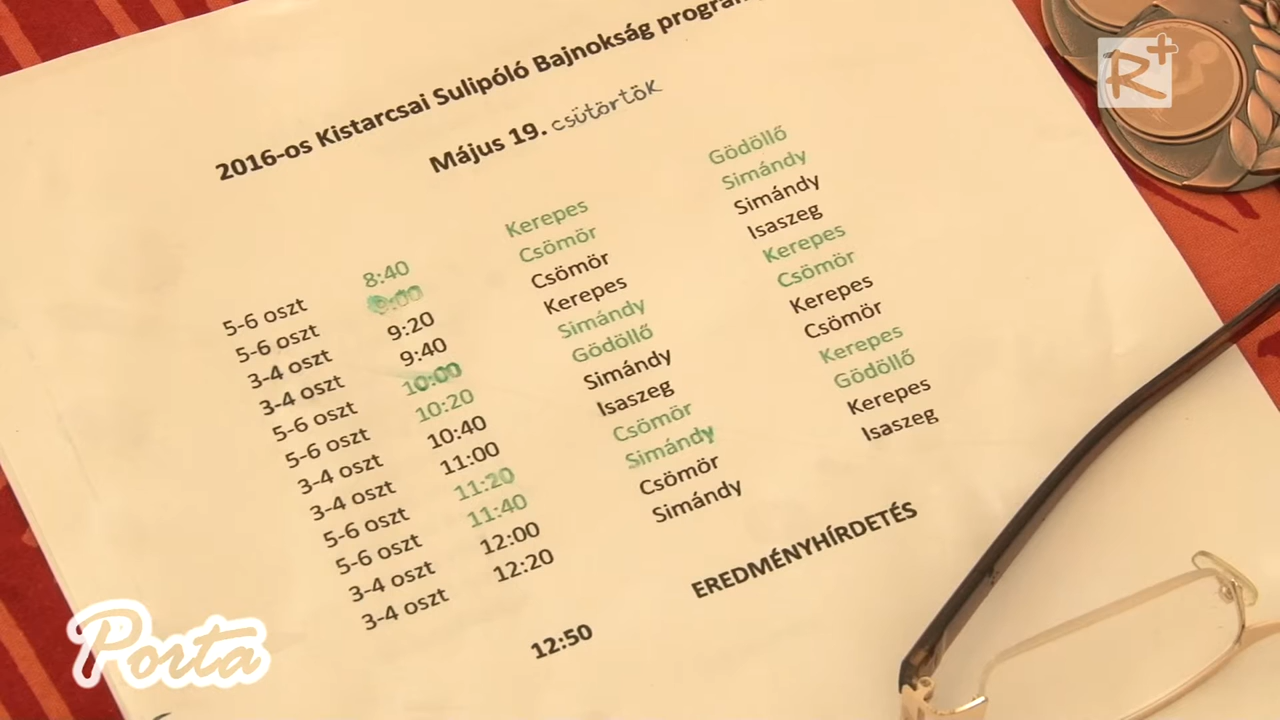 2016-os Kistarcsai Sulipóló Bajnokság
Május 19. csütörtök
5-6 oszt 8:40 Kerepes Gödöllő
5-6 oszt 9:00 Csömör Simándy
3-4 oszt 9:20 Csömör Simándy
3-4 oszt 9:40 Kerepes Isaszeg
5-6 oszt 10:00 Simándy Kerepes
5-6 oszt 10:20 Gödöllő Csömör
3-4 oszt 10:40 Simándy Kerepes
3-4 oszt 11:00 Isaszeg Csömör
5-6 oszt 11:20 Csömör Kerepes
5-6 oszt 11:40 Simándy Gödöllő
3-4 oszt 12:00 Csömör Kerepes
3-4 oszt 12:20 Simándy Isaszeg
12:50 EREDMÉNYHÍRDETÉS
R+
Porta